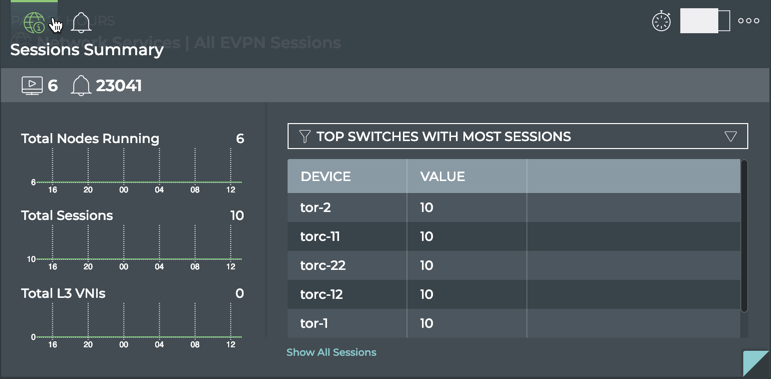 Network Services | All EVPN Sessions
Sessions Summary
6 23041
Total Nodes Running 6
6
16 20 00 04 08 12
Total Sessions 10
10
16 20 00 04 08 12
Total L3 VNIs 0
0
16 20 00 04 08 12
TOP SWITCHES WITH MOST SESSIONS
DEVICE VALUE
tor-2 10
torc-11 10
torc-22 10
torc-12 10
tor-1 10
Show All Sessions